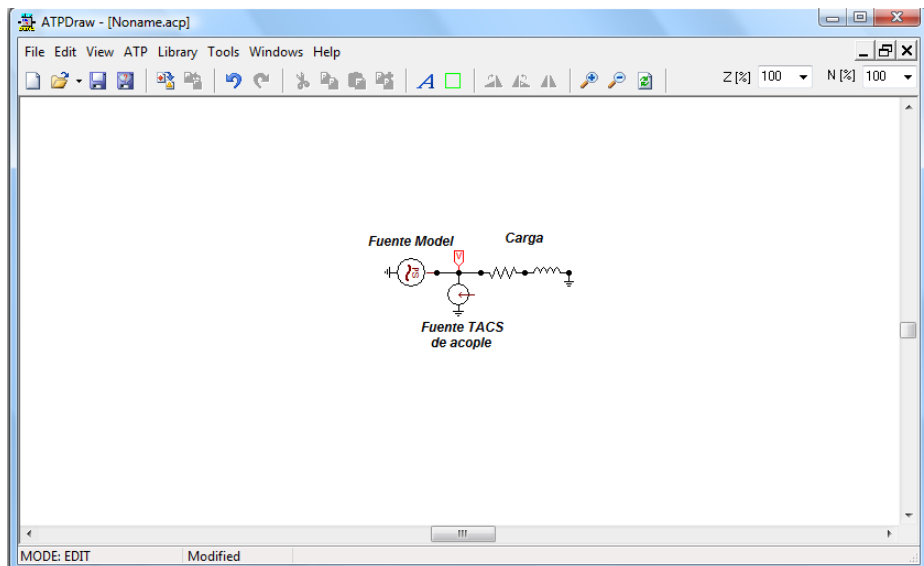 ATPDraw - [Noname.acp]
File Edit View ATP Library Tools Windows Help
A Z [%] 100 N [%] 100
Fuente Model
Carga
V
Fuente TACS
de acople
MODE: EDIT Modified